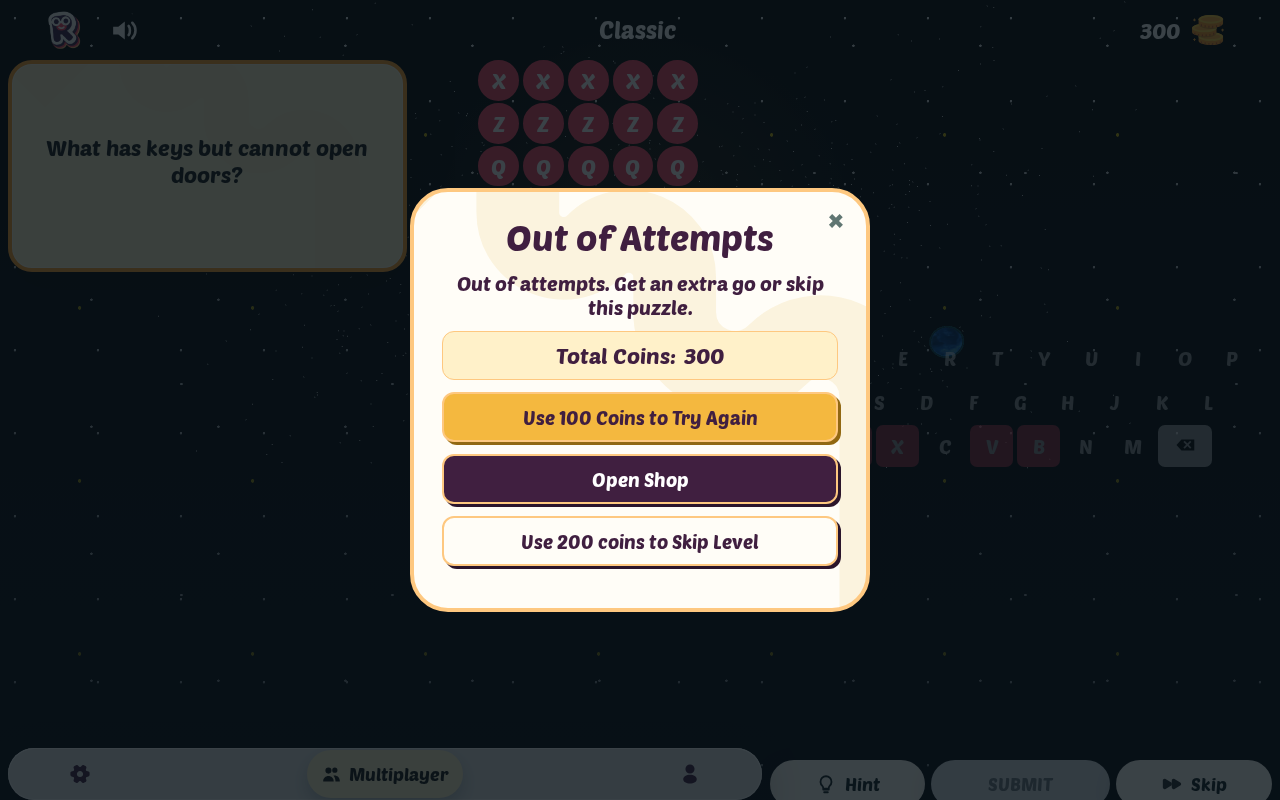 Classic
300
What has keys but cannot open
doors?
X X X X X
Z Z Z Z Z
Q Q Q Q Q
Out of Attempts
Out of attempts. Get an extra go or skip
this puzzle.
Total Coins: 300
Use 100 Coins to Try Again
Open Shop
Use 200 coins to Skip Level
E R T Y U I O P
S D F G H J K L
X C V B N M
Multiplayer
Hint
SUBMIT
Skip